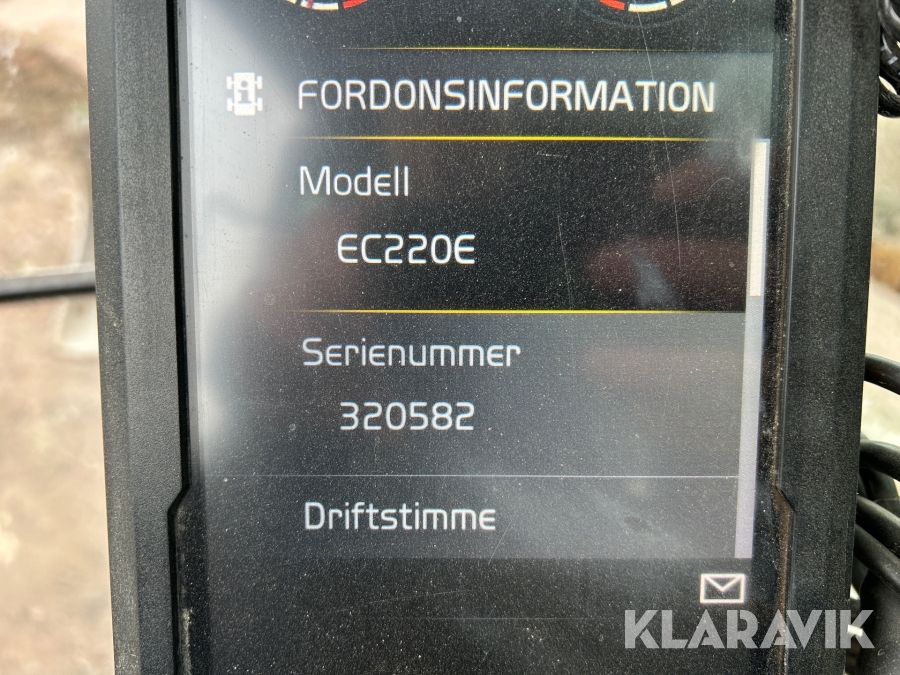 FORDONSINFORMATION
Modell
EC220E
Serienummer
320582
Driftstimme
KLARAVIK